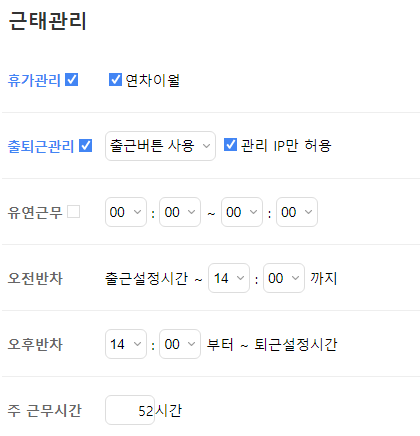 근태관리
휴가관리 연차이월
출퇴근관리 출근버튼 사용 관리 IP만 허용
유연근무 00 : 00 ~ 00 : 00
오전반차 출근설정시간 ~ 14 : 00 까지
오후반차 14 : 00 부터 ~ 퇴근설정시간
주 근무시간 52시간